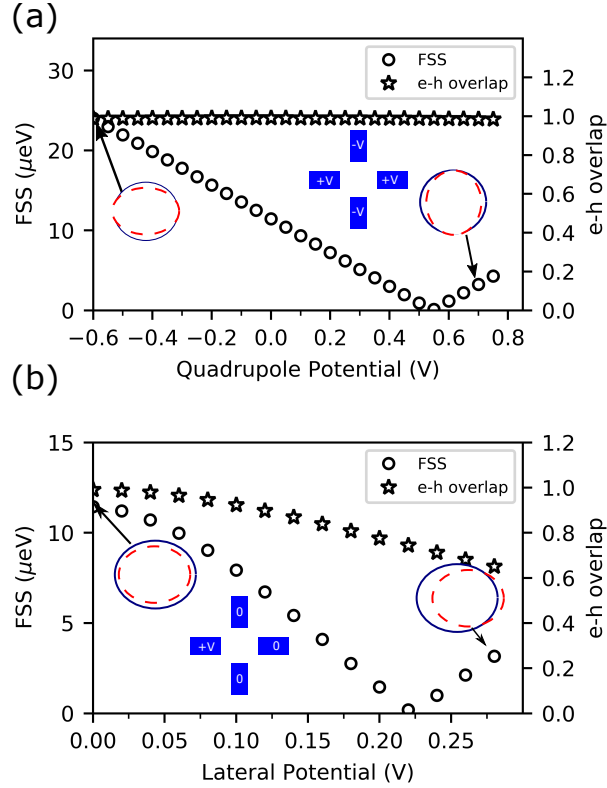 (a)
FSS
e-h overlap
30
20
10
0
FSS (μeV)
1.2
1.0
0.8
0.6
0.4
0.2
0.0
e-h overlap
-V
+V +V
-V
−0.6 −0.4 −0.2 0.0 0.2 0.4 0.6 0.8
Quadrupole Potential (V)
(b)
FSS
e-h overlap
15
10
5
0
FSS (μeV)
1.2
1.0
0.8
0.6
0.4
0.2
0.0
e-h overlap
0
+V 0
0
0.00 0.05 0.10 0.15 0.20 0.25
Lateral Potential (V)